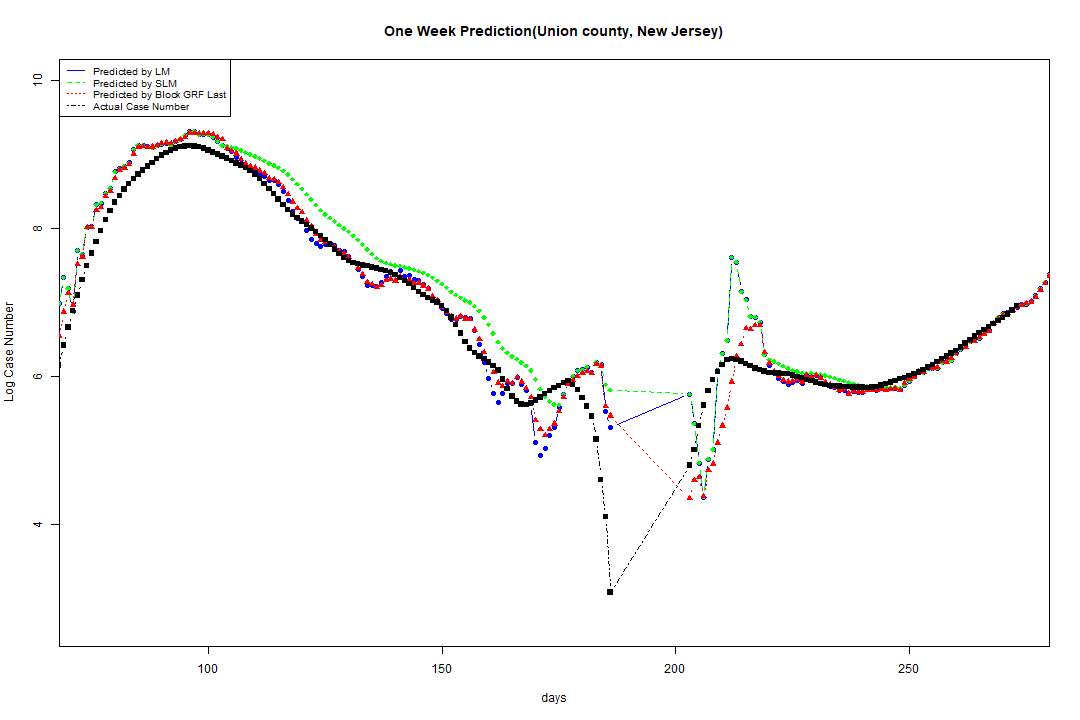 One Week Prediction(Union county, New Jersey)
Predicted by LM
Predicted by SLM
Predicted by Block GRF Last
Actual Case Number
10
8
6
4
Log Case Number
100
150
200
250
days